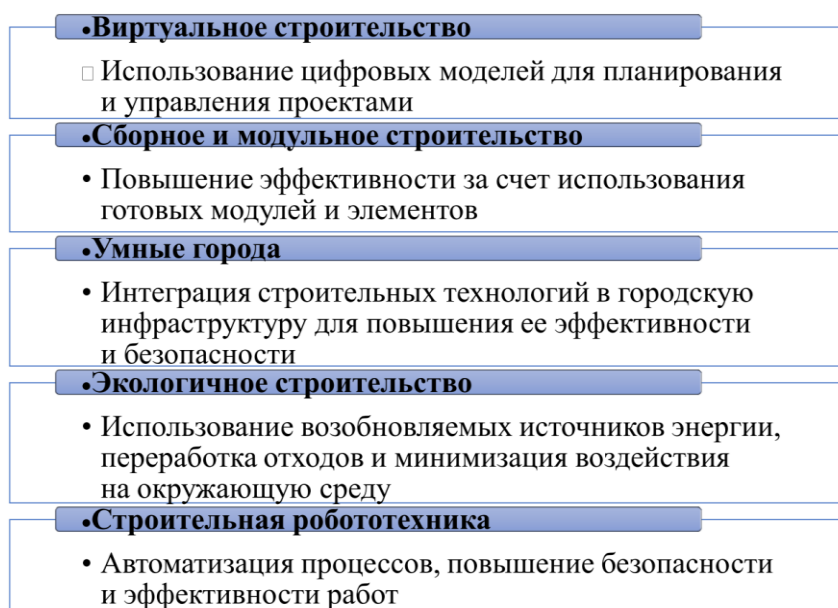 •Виртуальное строительство
□ Использование цифровых моделей для планирования
и управления проектами
•Сборное и модульное строительство
• Повышение эффективности за счет использования
готовых модулей и элементов
•Умные города
• Интеграция строительных технологий в городскую
инфраструктуру для повышения ее эффективности
и безопасности
•Экологичное строительство
• Использование возобновляемых источников энергии,
переработка отходов и минимизация воздействия
на окружающую среду
•Строительная робототехника
• Автоматизация процессов, повышение безопасности
и эффективности работ